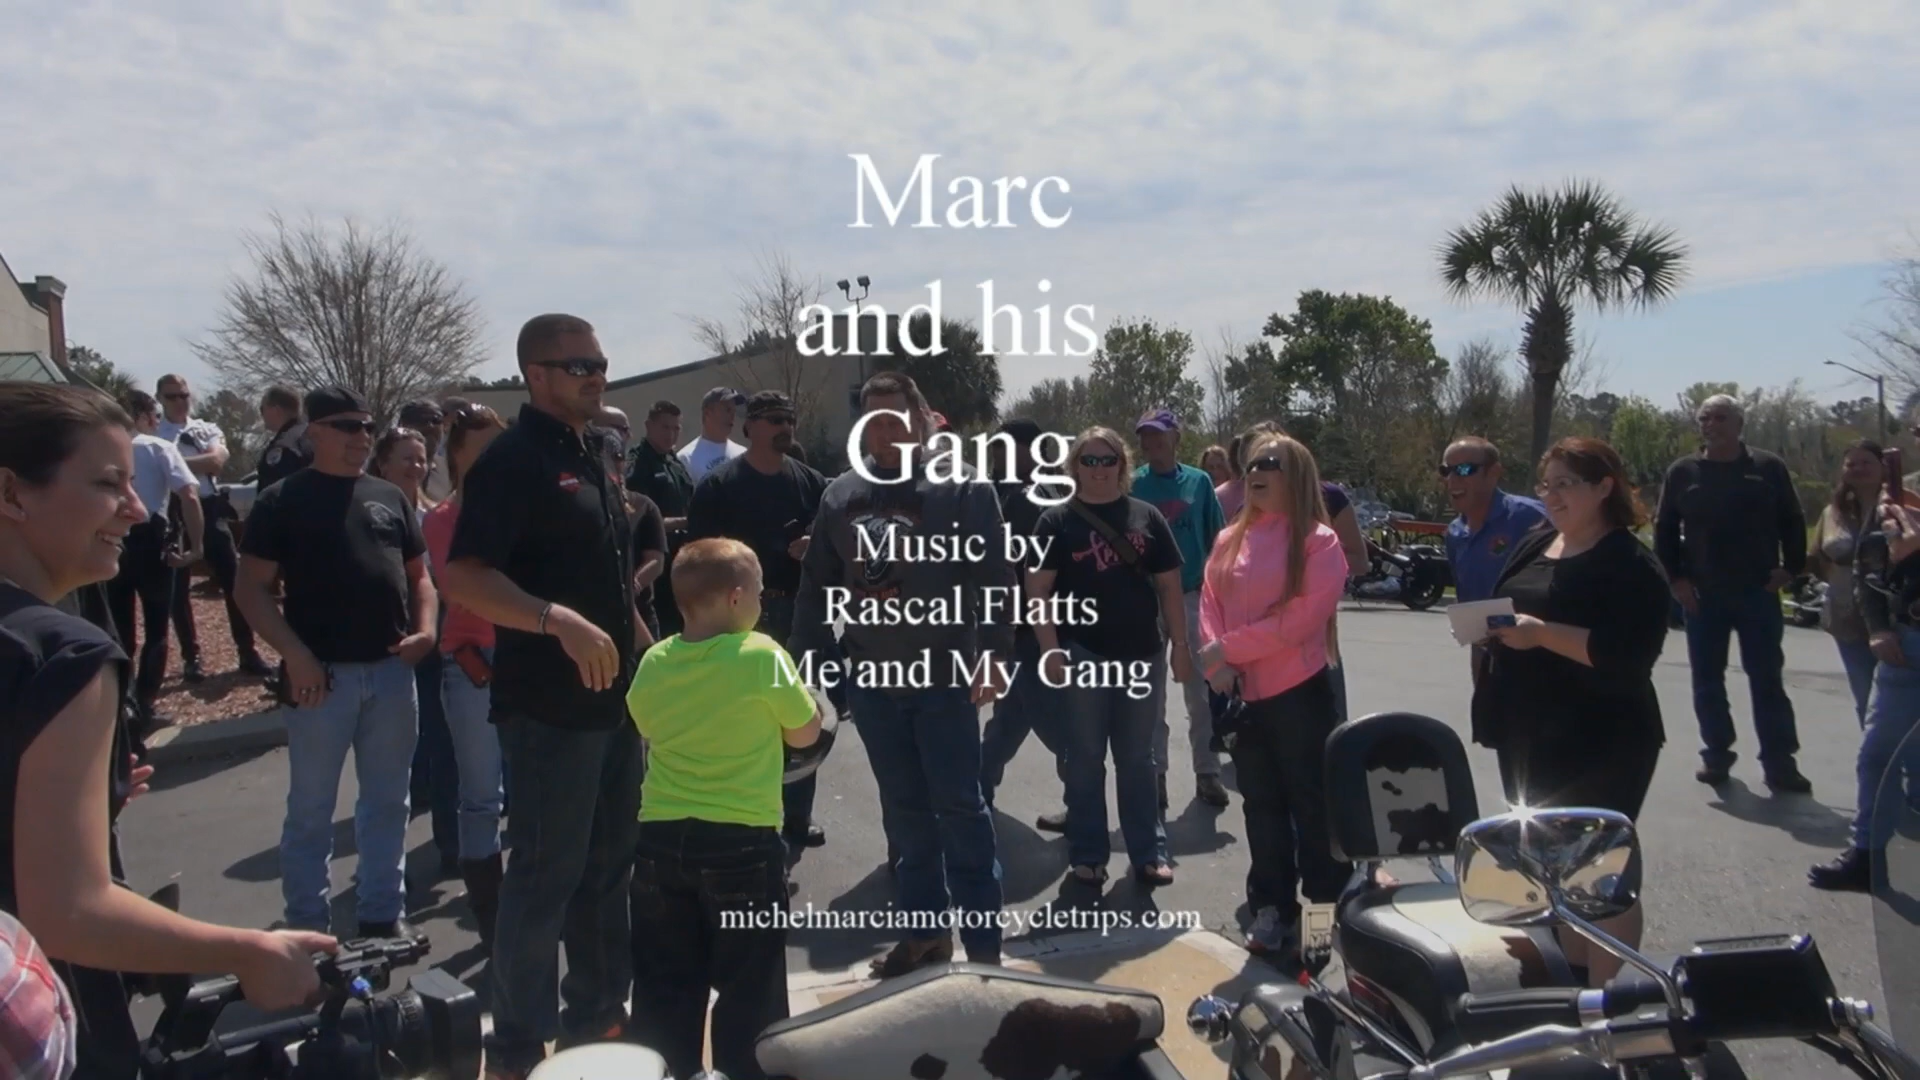 Marc
and his
Gang
Music by
Rascal Flatts
Me and My Gang
michelmarciamotorcycletrips.com